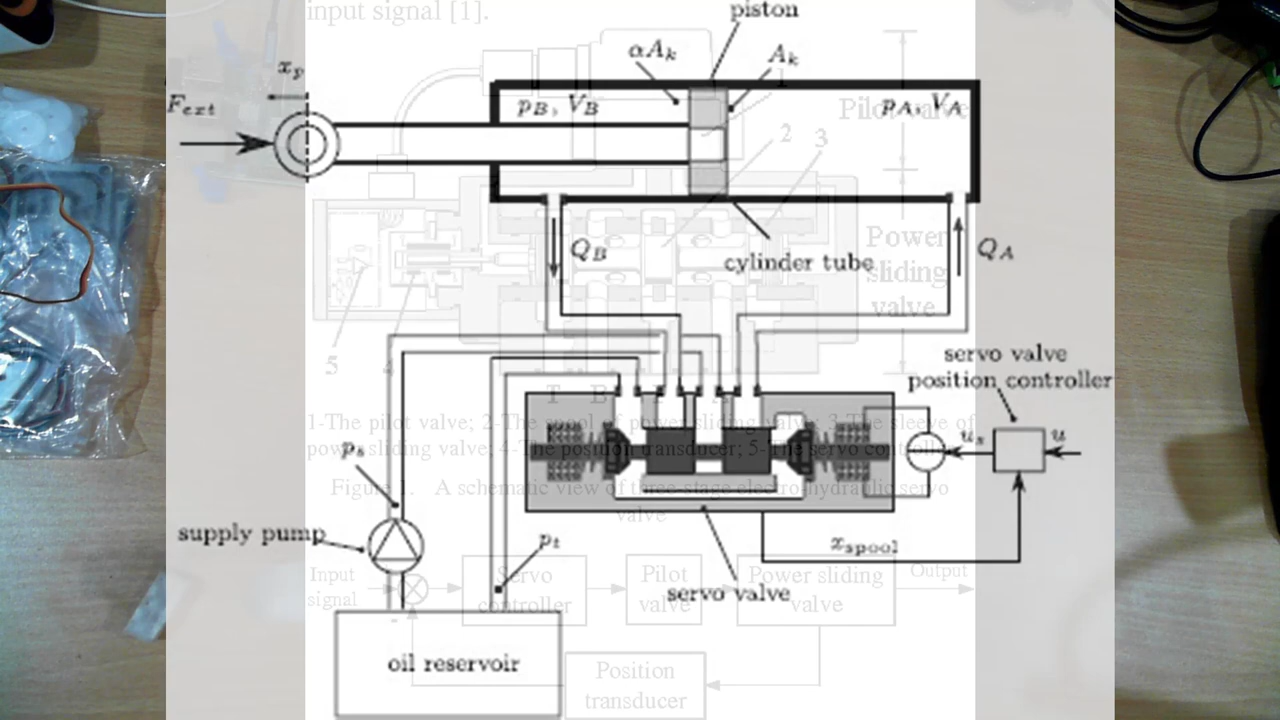 input signal [1].
piston
αA_k
A_k
1
x_p
F_ext
p_B, V_B
p_A, V_A
Pilot valve
2
3
Q_B
Power
sliding
valve
Q_A
cylinder tube
5
4
servo valve
position controller
T
B
1-The pilot valve; 2-The spool of power sliding valve; 3-The sleeve of
power sliding valve; 4-The position transducer; 5-The servo controller
u_s
u
p_s
Figure 1. A schematic view of three-stage electro-hydraulic servo
valve
supply pump
p_t
x_spool
Input
signal
Servo
controller
Pilot
valve
Power sliding
valve
Output
servo valve
-
oil reservoir
Position
transducer